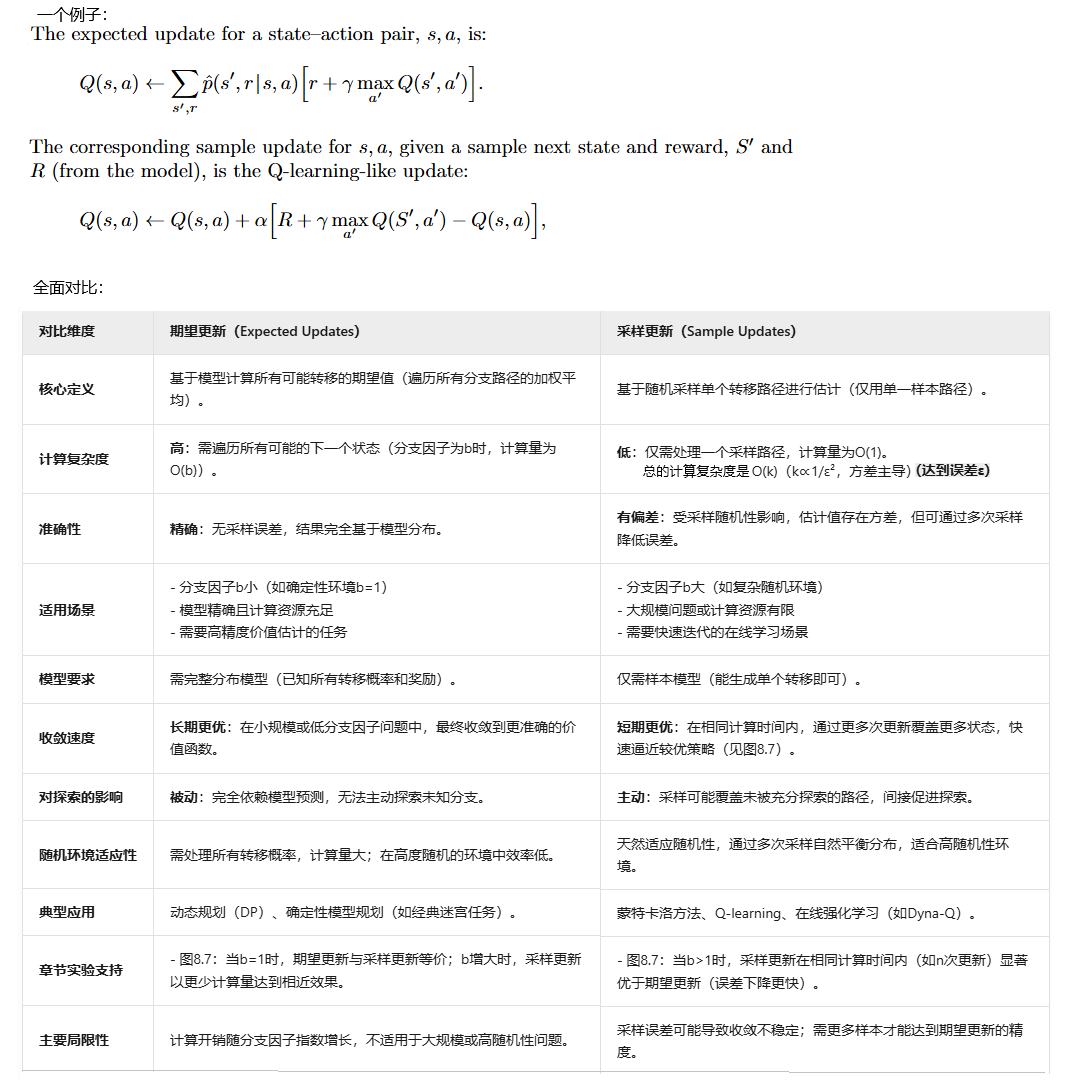 一个例子：
The expected update for a state–action pair, s, a, is:
Q(s, a) ← ∑_{s′,r} p̂(s′, r|s, a)[r + γ max_{a′} Q(s′, a′)].
The corresponding sample update for s, a, given a sample next state and reward, S′ and
R (from the model), is the Q-learning-like update:
Q(s, a) ← Q(s, a) + α[R + γ max_{a′} Q(S′, a′) − Q(s, a)],
全面对比：
对比维度 期望更新（Expected Updates） 采样更新（Sample Updates）
核心定义
基于模型计算所有可能转移的期望值（遍历所有分支路径的加权平
均）。
基于随机采样单个转移路径进行估计（仅用单一样本路径）。
计算复杂度
高：需遍历所有可能的下一个状态（分支因子为b时，计算量为
O(b)）。
低：仅需处理一个采样路径，计算量为O(1)。
总的计算复杂度是 O(k)（k∝1/ε²，方差主导）(达到误差ε)
准确性
精确：无采样误差，结果完全基于模型分布。
有偏差：受采样随机性影响，估计值存在方差，但可通过多次采样
降低误差。
适用场景
- 分支因子b小（如确定性环境b=1）
- 模型精确且计算资源充足
- 需要高精度价值估计的任务
- 分支因子b大（如复杂随机环境）
- 大规模问题或计算资源有限
- 需要快速迭代的在线学习场景
模型要求
需完整分布模型（已知所有转移概率和奖励）。
仅需样本模型（能生成单个转移即可）。
收敛速度
长期更优：在小规模或低分支因子问题中，最终收敛到更准确的价
值函数。
短期更优：在相同计算时间内，通过更多次更新覆盖更多状态，快
速逼近较优策略（见图8.7）。
对探索的影响
被动：完全依赖模型预测，无法主动探索未知分支。
主动：采样可能覆盖未被充分探索的路径，间接促进探索。
随机环境适应性
需处理所有转移概率，计算量大；在高度随机的环境中效率低。
天然适应随机性，通过多次采样自然平衡分布，适合高随机性环
境。
典型应用
动态规划（DP）、确定性模型规划（如经典迷宫任务）。
蒙特卡洛方法、Q-learning、在线强化学习（如Dyna-Q）。
章节实验支持
- 图8.7：当b=1时，期望更新与采样更新等价；b增大时，采样更新
以更少计算量达到相近效果。
- 图8.7：当b>1时，采样更新在相同计算时间内（如n次更新）显著
优于期望更新（误差下降更快）。
主要局限性
计算开销随分支因子指数增长，不适用于大规模或高随机性问题。
采样误差可能导致收敛不稳定；需更多样本才能达到期望更新的精
度。